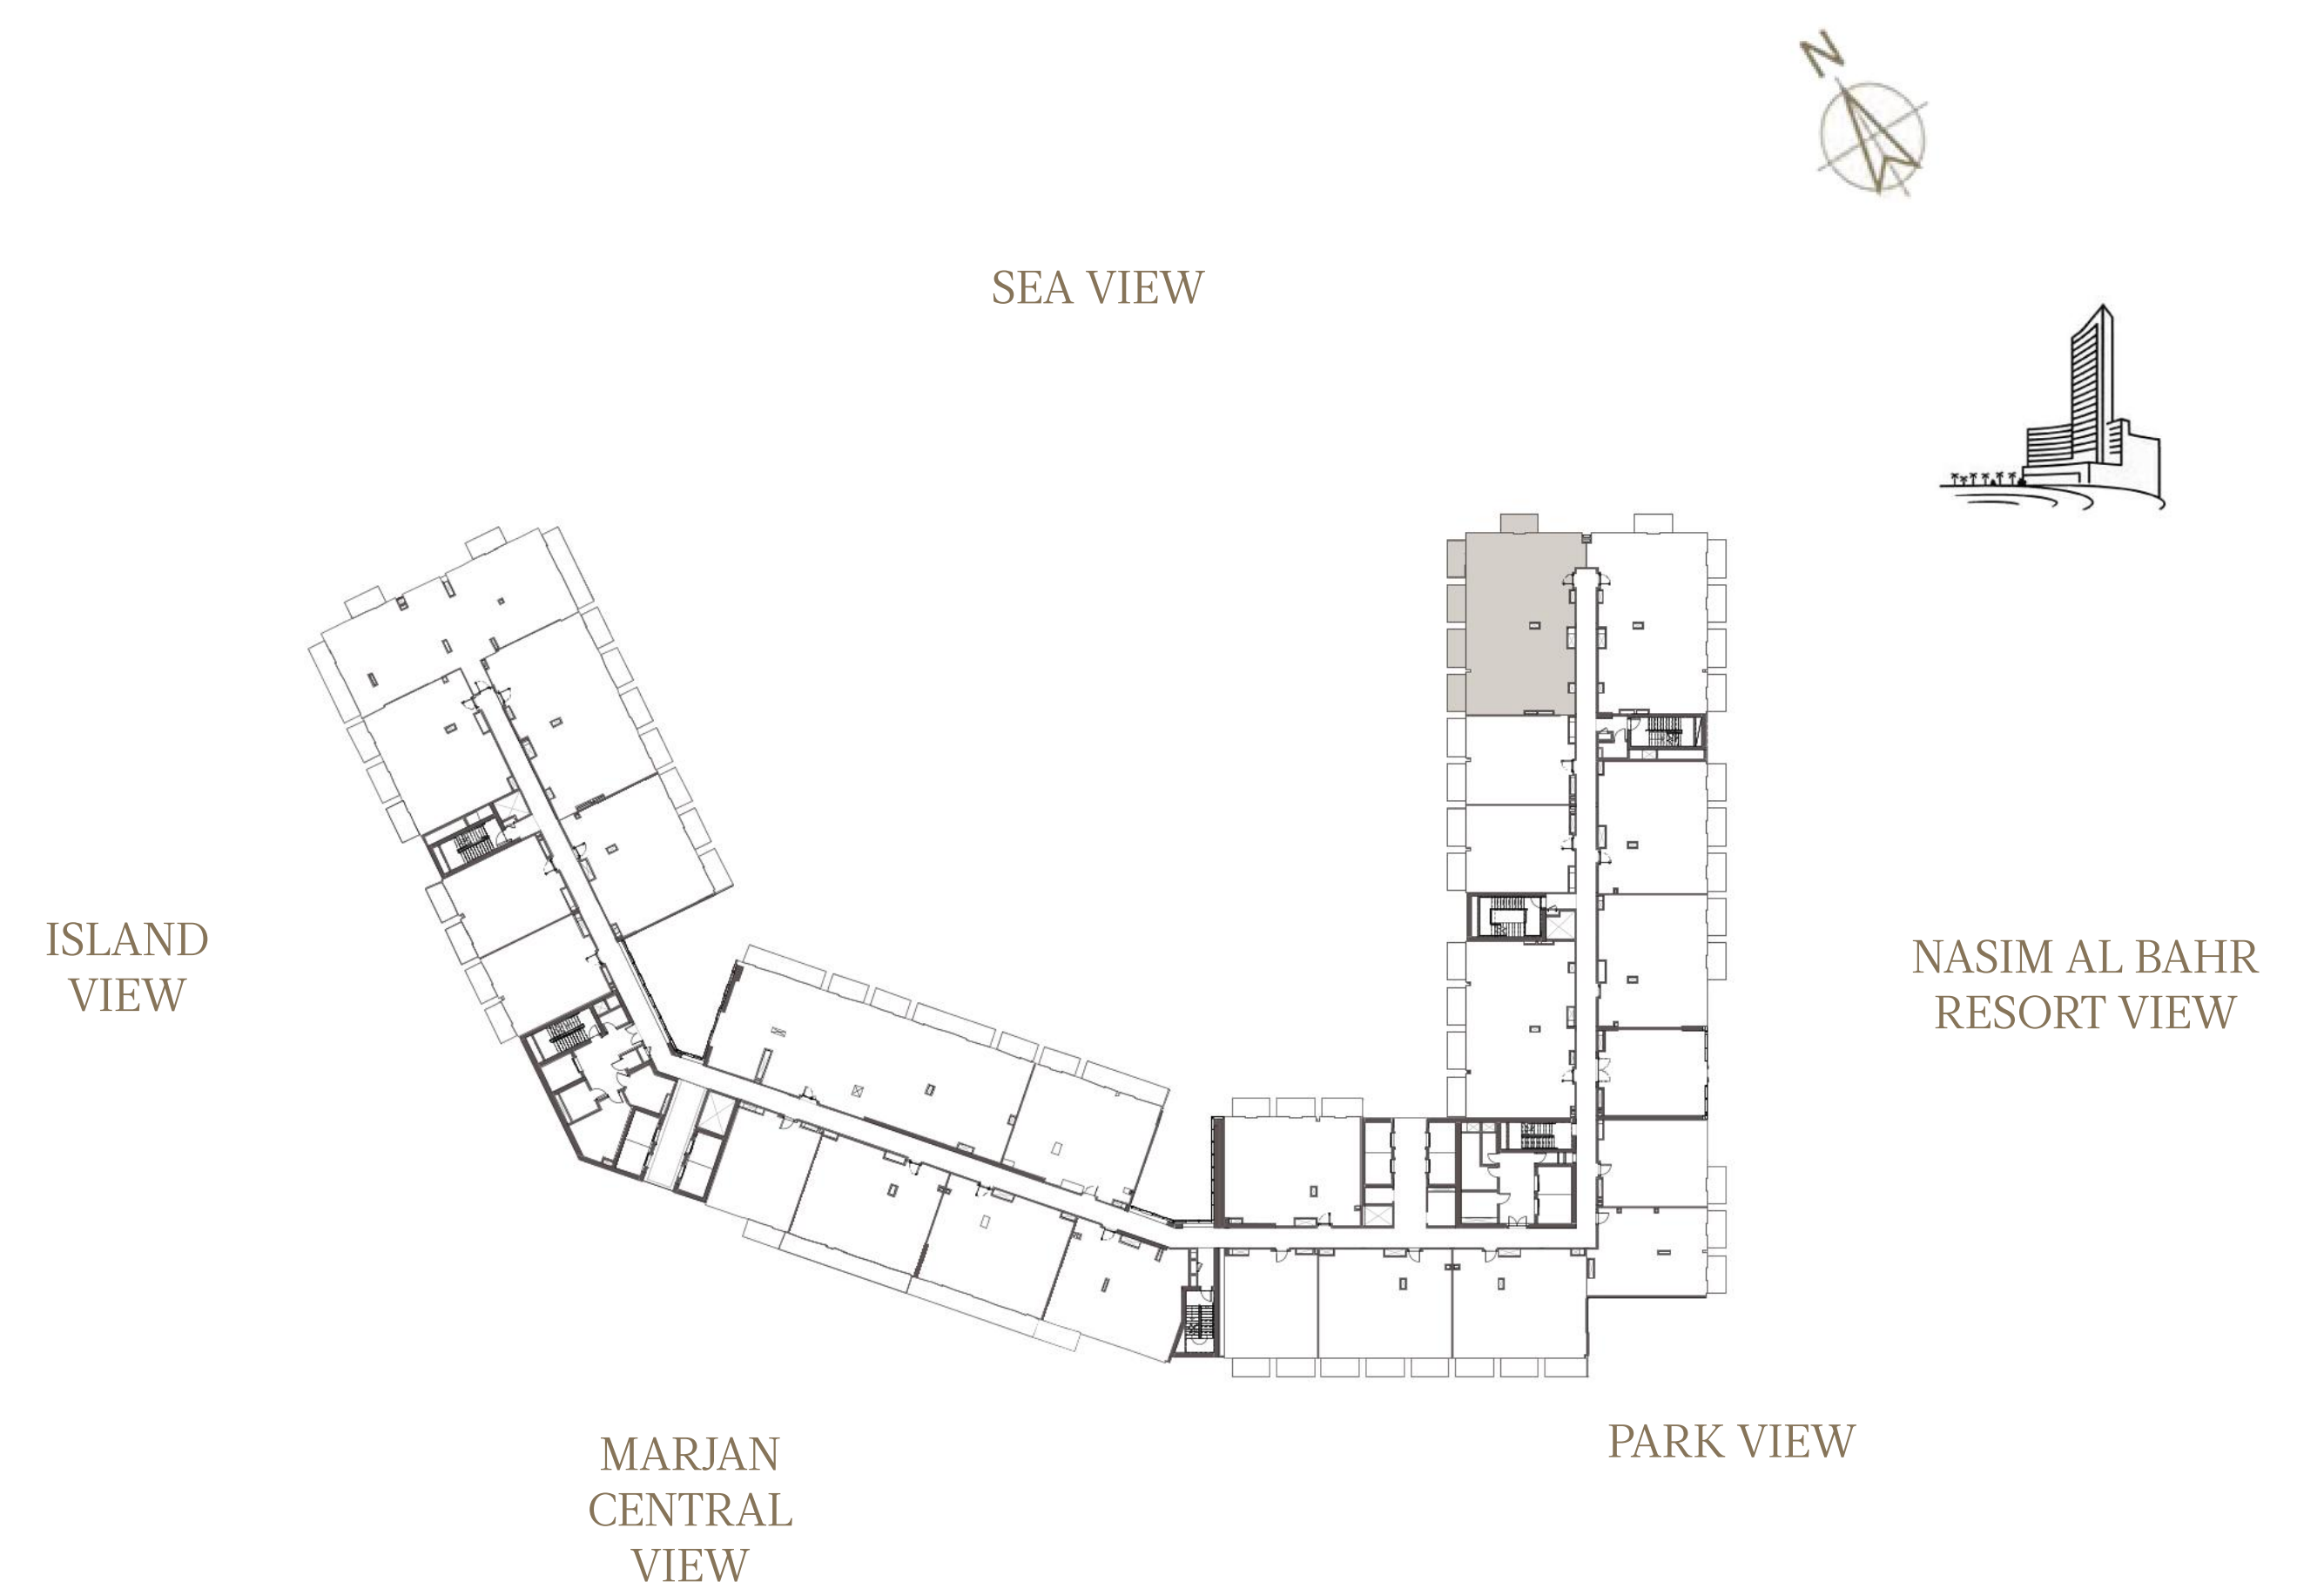 N
SEA VIEW
ISLAND
VIEW
NASIM AL BAHR
RESORT VIEW
PARK VIEW
MARJAN
CENTRAL
VIEW